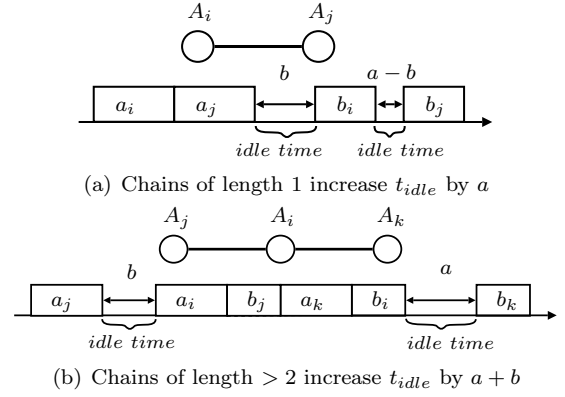 A_i A_j
b a − b
a_i a_j b_i b_j
idle time idle time
(a) Chains of length 1 increase t_idle by a
A_j A_i A_k
b a
a_j a_i b_j a_k b_i b_k
idle time idle time
(b) Chains of length > 2 increase t_idle by a + b